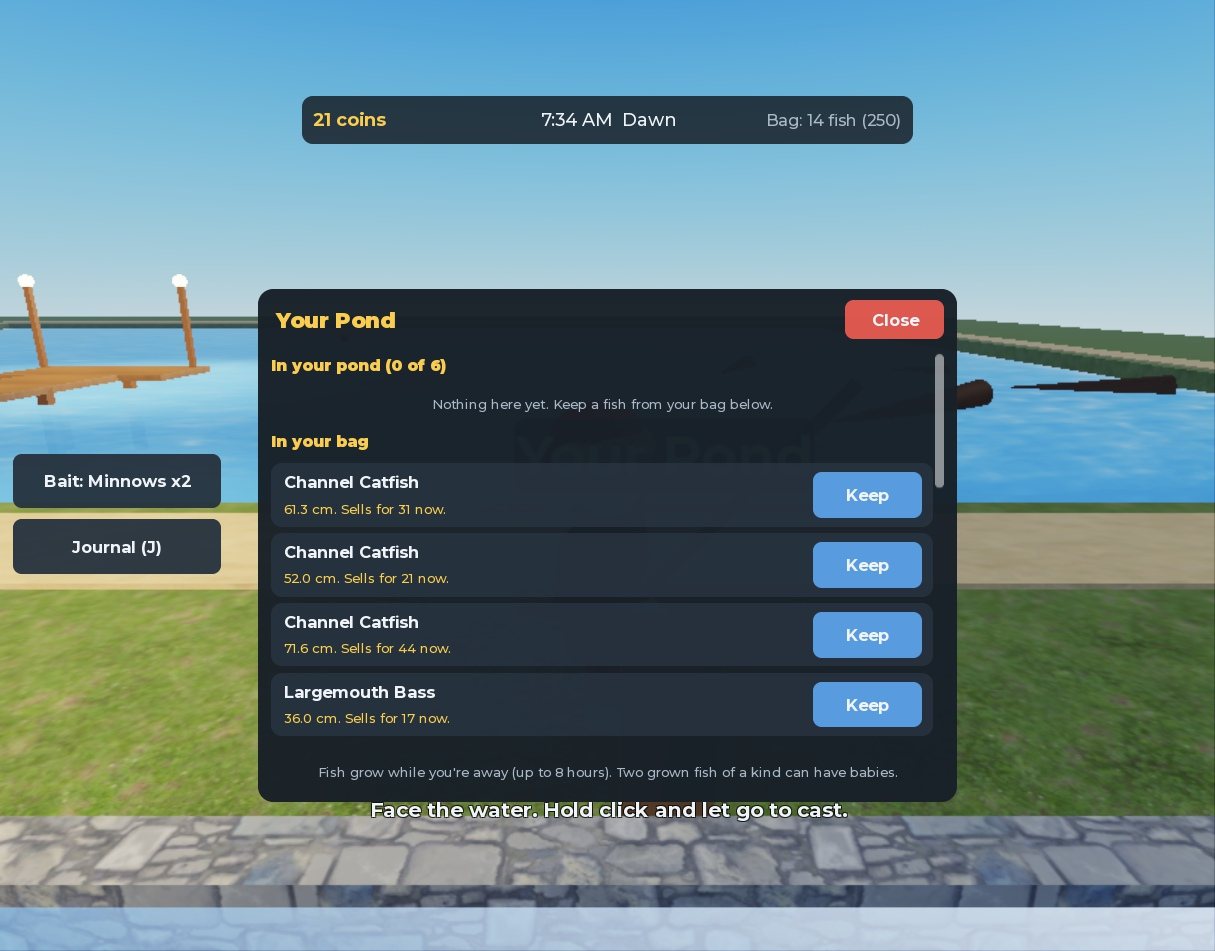 21 coins
7:34 AM Dawn
Bag: 14 fish (250)
Your Pond
Close
In your pond (0 of 6)
Nothing here yet. Keep a fish from your bag below.
In your bag
Your Pond
Channel Catfish
61.3 cm. Sells for 31 now.
Keep
Channel Catfish
52.0 cm. Sells for 21 now.
Keep
Channel Catfish
71.6 cm. Sells for 44 now.
Keep
Largemouth Bass
36.0 cm. Sells for 17 now.
Keep
Bait: Minnows x2
Journal (J)
Fish grow while you're away (up to 8 hours). Two grown fish of a kind can have babies.
Face the water. Hold click and let go to cast.